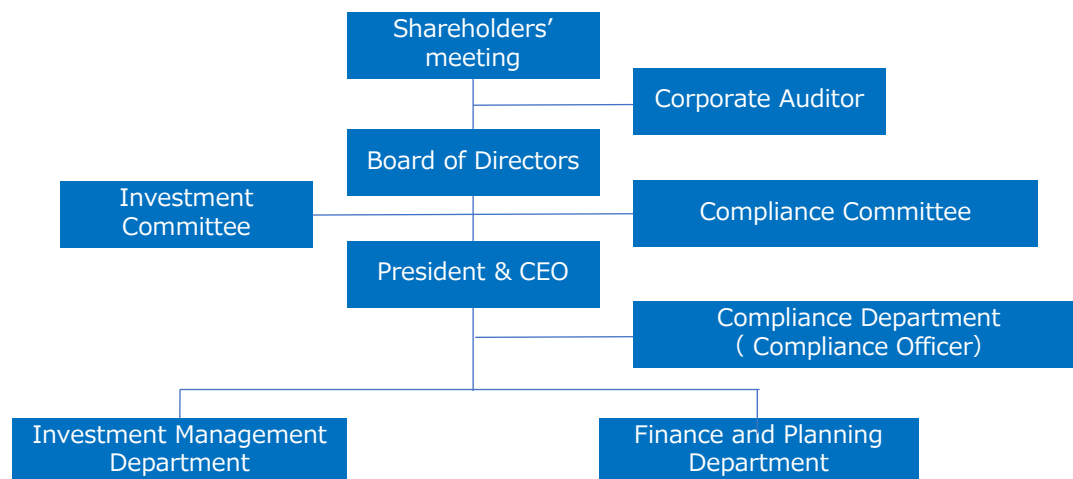 Shareholders’
meeting
Corporate Auditor
Board of Directors
Investment
Committee
Compliance Committee
President & CEO
Compliance Department
（ Compliance Officer）
Investment Management
Department
Finance and Planning
Department